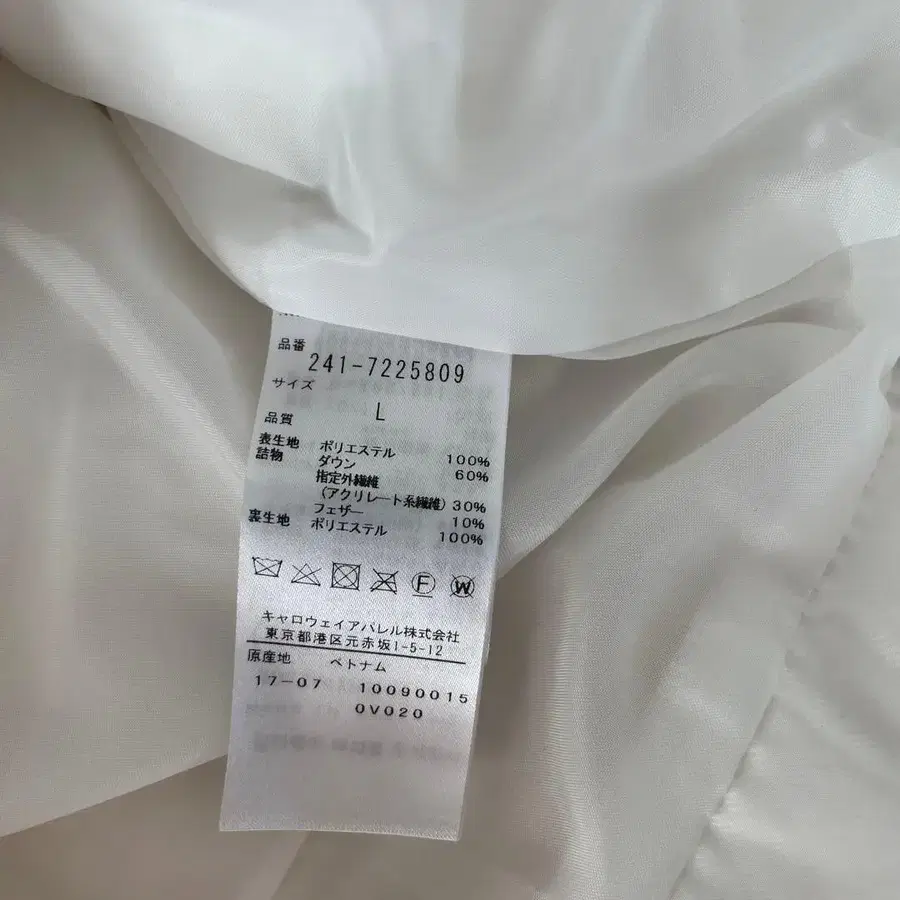 品番
241-7225809
サイズ
L
品質
表生地 ポリエステル 100%
詰物 ダウン 60%
指定外繊維
(アクリレート系繊維) 30%
フェザー 10%
裏生地 ポリエステル 100%
F W
キャロウェイアパレル株式会社
東京都港区元赤坂1-5-12
原産地 ベトナム
17-07 10090015
0V020